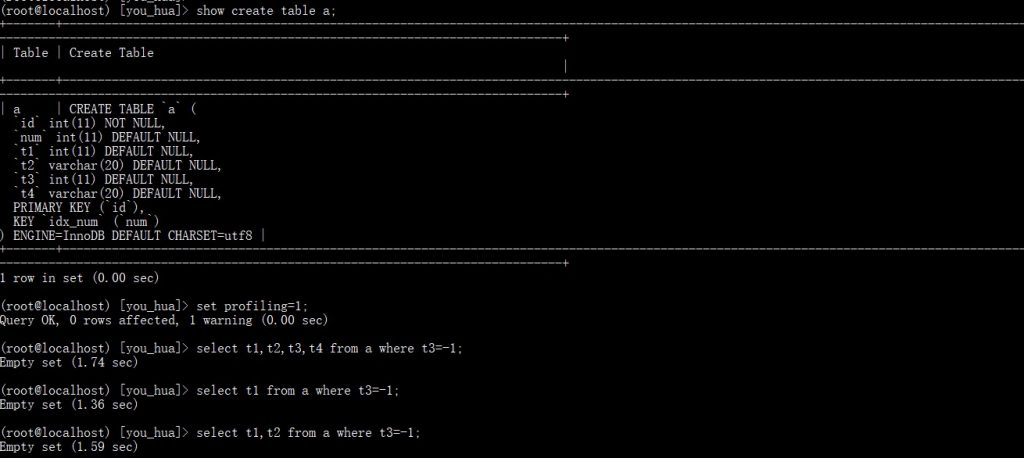 (root@localhost) [you_hua]> show create table a;
| Table | Create Table
|
| a | CREATE TABLE `a` (
`id` int(11) NOT NULL,
`num` int(11) DEFAULT NULL,
`t1` int(11) DEFAULT NULL,
`t2` varchar(20) DEFAULT NULL,
`t3` int(11) DEFAULT NULL,
`t4` varchar(20) DEFAULT NULL,
PRIMARY KEY (`id`),
KEY `idx_num` (`num`)
) ENGINE=InnoDB DEFAULT CHARSET=utf8 |
1 row in set (0.00 sec)
(root@localhost) [you_hua]> set profiling=1;
Query OK, 0 rows affected, 1 warning (0.00 sec)
(root@localhost) [you_hua]> select t1,t2,t3,t4 from a where t3=-1;
Empty set (1.74 sec)
(root@localhost) [you_hua]> select t1 from a where t3=-1;
Empty set (1.36 sec)
(root@localhost) [you_hua]> select t1,t2 from a where t3=-1;
Empty set (1.59 sec)